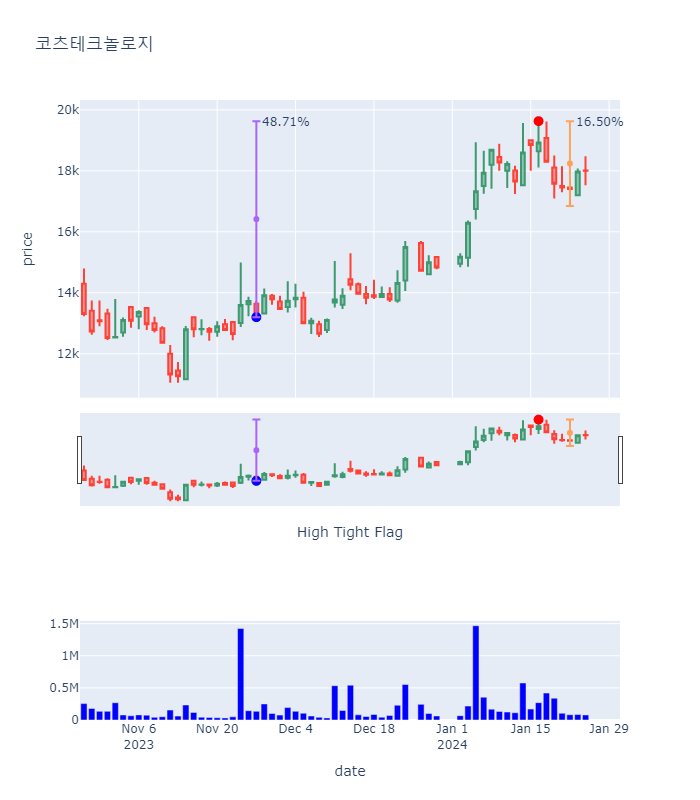 코츠테크놀로지
20k
48.71%
16.50%
18k
16k
14k
12k
price
High Tight Flag
1.5M
1M
0.5M
0
Nov 6 Nov 20 Dec 4 Dec 18 Jan 1 Jan 15 Jan 29
2023 2024
date